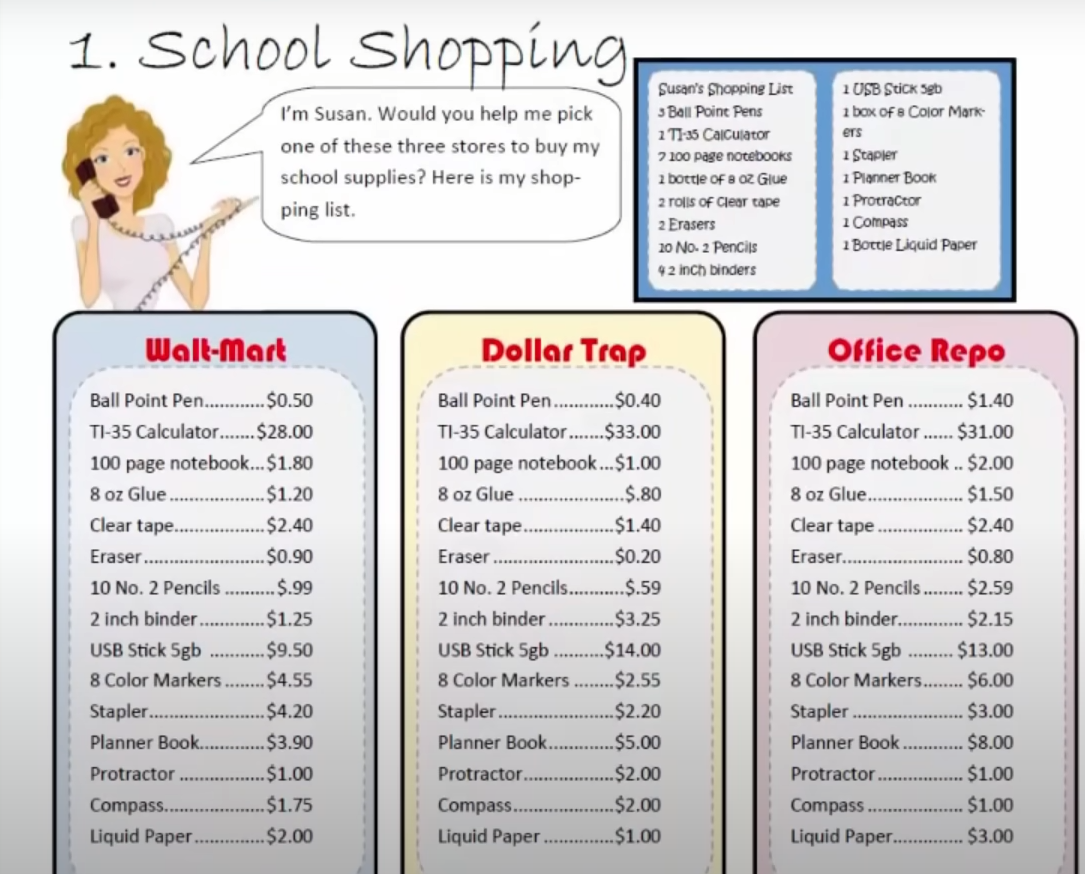 1. School Shopping
I'm Susan. Would you help me pick
one of these three stores to buy my
school supplies? Here is my shop-
ping list.
Susan's Shopping List
3 Ball Point Pens
1 TI-35 Calculator
7 100 page notebooks
1 bottle of 8 oz Glue
2 rolls of Clear tape
2 Erasers
10 No. 2 Pencils
4 2 inch binders
1 USB Stick 5gb
1 box of 8 Color Mark-
ers
1 Stapler
1 Planner Book
1 Protractor
1 Compass
1 Bottle Liquid Paper
Walt-Mart
Ball Point Pen............$0.50
TI-35 Calculator.......$28.00
100 page notebook...$1.80
8 oz Glue ...................$1.20
Clear tape..................$2.40
Eraser........................$0.90
10 No. 2 Pencils ..........$.99
2 inch binder.............$1.25
USB Stick 5gb ...........$9.50
8 Color Markers ........$4.55
Stapler.......................$4.20
Planner Book.............$3.90
Protractor ..................$1.00
Compass....................$1.75
Liquid Paper..............$2.00
Dollar Trap
Ball Point Pen............$0.40
TI-35 Calculator.......$33.00
100 page notebook...$1.00
8 oz Glue .....................$.80
Clear tape..................$1.40
Eraser........................$0.20
10 No. 2 Pencils...........$.59
2 inch binder.............$3.25
USB Stick 5gb ..........$14.00
8 Color Markers ........$2.55
Stapler.......................$2.20
Planner Book.............$5.00
Protractor..................$2.00
Compass....................$2.00
Liquid Paper ..............$1.00
Office Repo
Ball Point Pen ........... $1.40
TI-35 Calculator ...... $31.00
100 page notebook .. $2.00
8 oz Glue................... $1.50
Clear tape ................. $2.40
Eraser........................ $0.80
10 No. 2 Pencils ........ $2.59
2 inch binder............. $2.15
USB Stick 5gb ......... $13.00
8 Color Markers........ $6.00
Stapler ...................... $3.00
Planner Book ............ $8.00
Protractor ................. $1.00
Compass ................... $1.00
Liquid Paper.............. $3.00